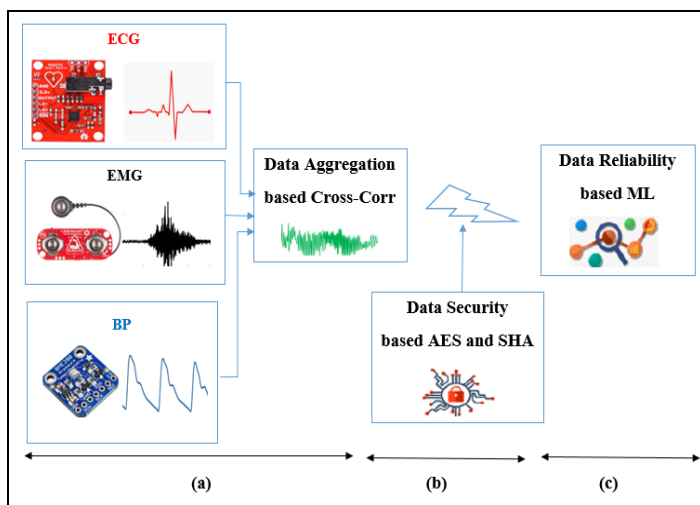 ECG
EMG
BP
Data Aggregation
based Cross-Corr
Data Security
based AES and SHA
Data Reliability
based ML
(a)
(b)
(c)